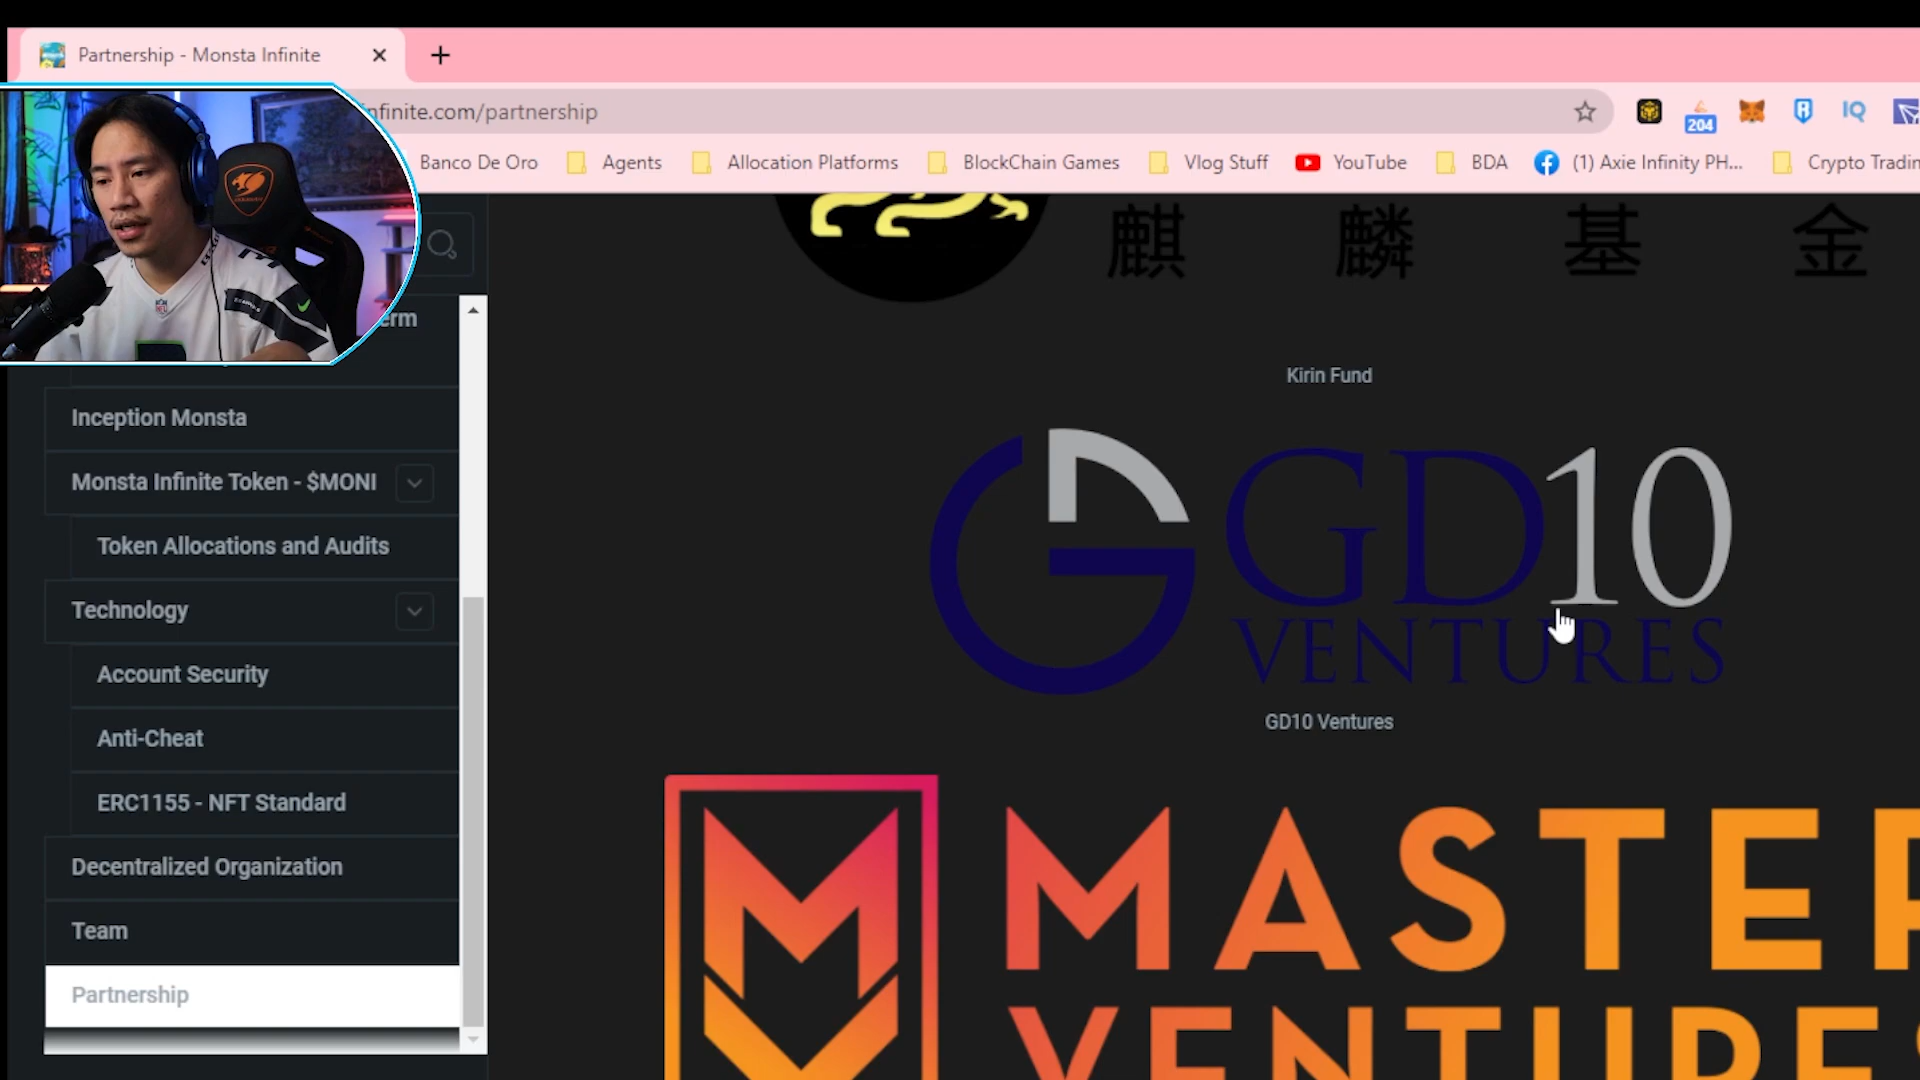 Partnership - Monsta Infinite
infinite.com/partnership
204
IQ
Banco De Oro
Agents
Allocation Platforms
BlockChain Games
Vlog Stuff
YouTube
BDA
(1) Axie Infinity PH...
Crypto Tradin
erm
Inception Monsta
Monsta Infinite Token - $MONI
Token Allocations and Audits
Technology
Account Security
Anti-Cheat
ERC1155 - NFT Standard
Decentralized Organization
Team
Partnership
麒 麟 基 金
Kirin Fund
GD10
VENTURES
GD10 Ventures
MASTER
VENTURES